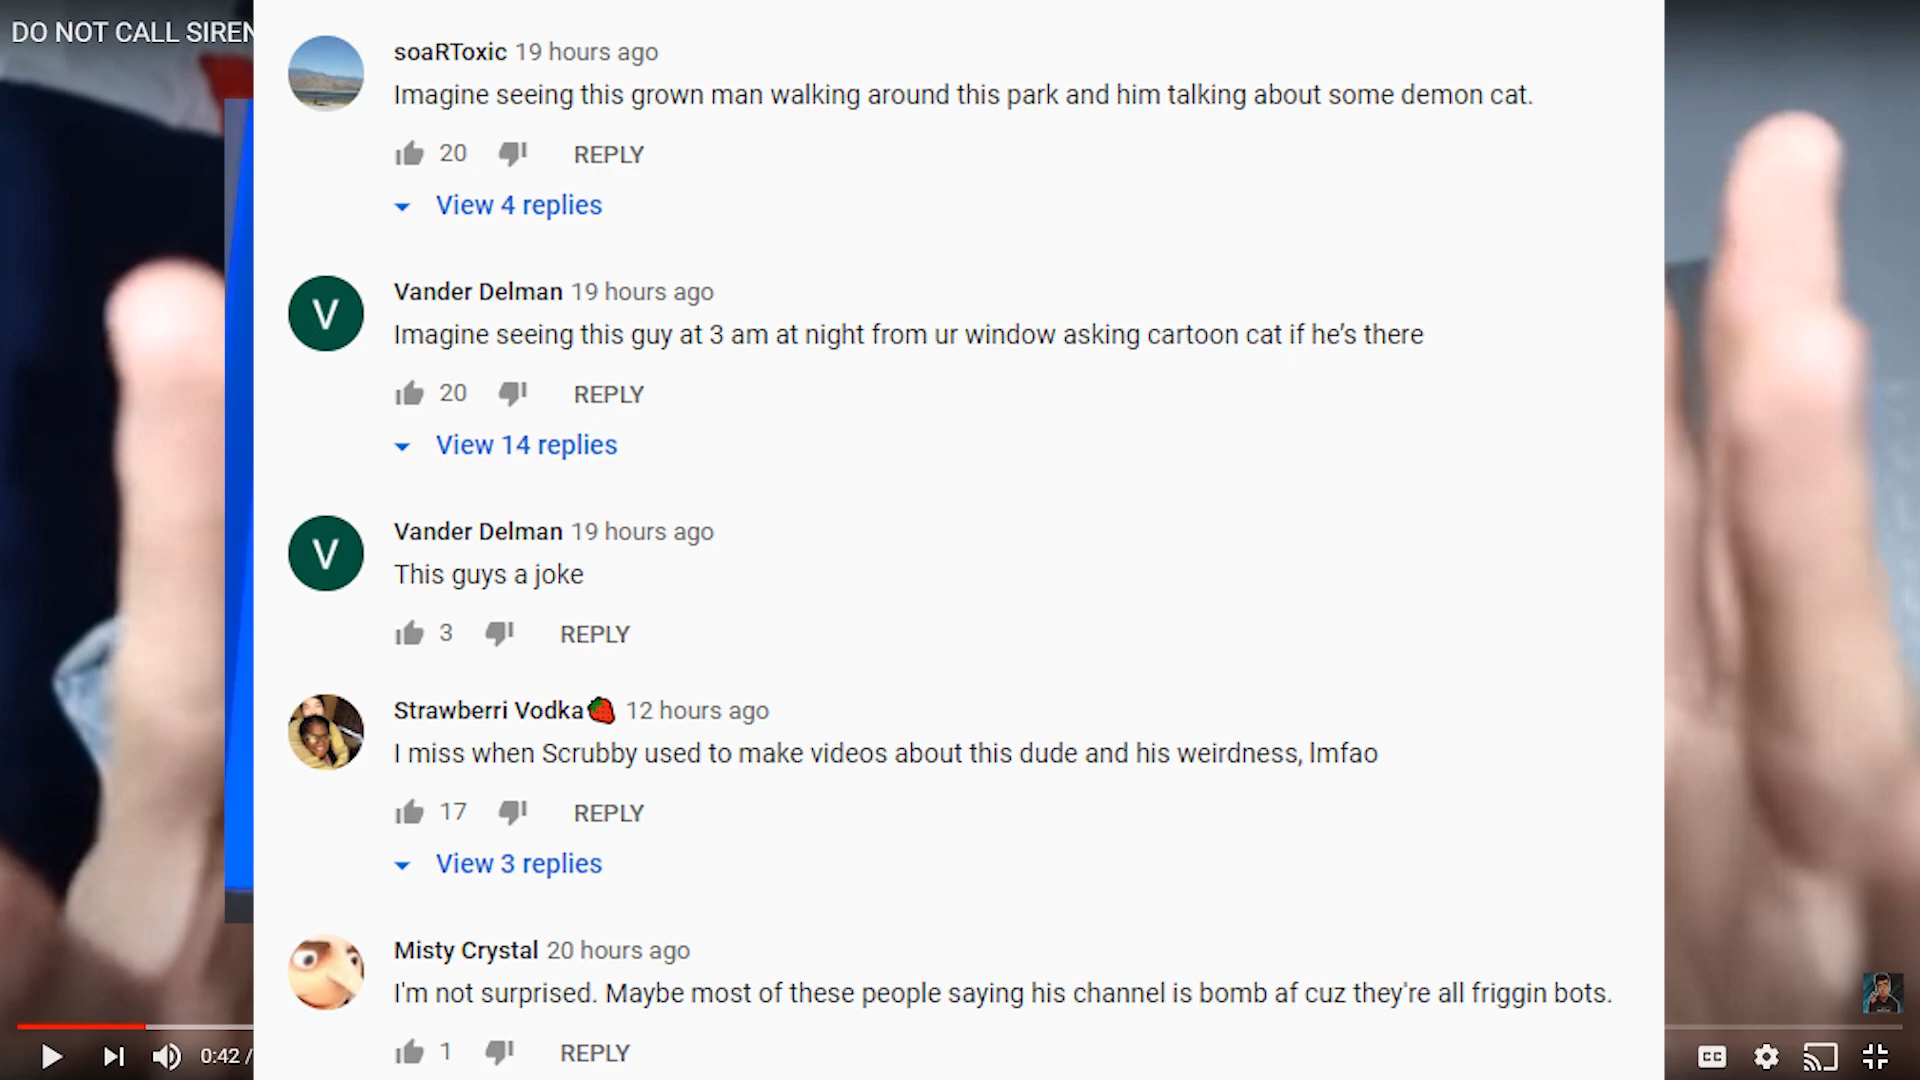 DO NOT CALL SIREN
soaRToxic 19 hours ago
Imagine seeing this grown man walking around this park and him talking about some demon cat.
20 REPLY
View 4 replies
V
Vander Delman 19 hours ago
Imagine seeing this guy at 3 am at night from ur window asking cartoon cat if he’s there
20 REPLY
View 14 replies
V
Vander Delman 19 hours ago
This guys a joke
3 REPLY
Strawberri Vodka🍓 12 hours ago
I miss when Scrubby used to make videos about this dude and his weirdness, lmfao
17 REPLY
View 3 replies
Misty Crystal 20 hours ago
I'm not surprised. Maybe most of these people saying his channel is bomb af cuz they're all friggin bots.
1 REPLY
0:42 /
CC